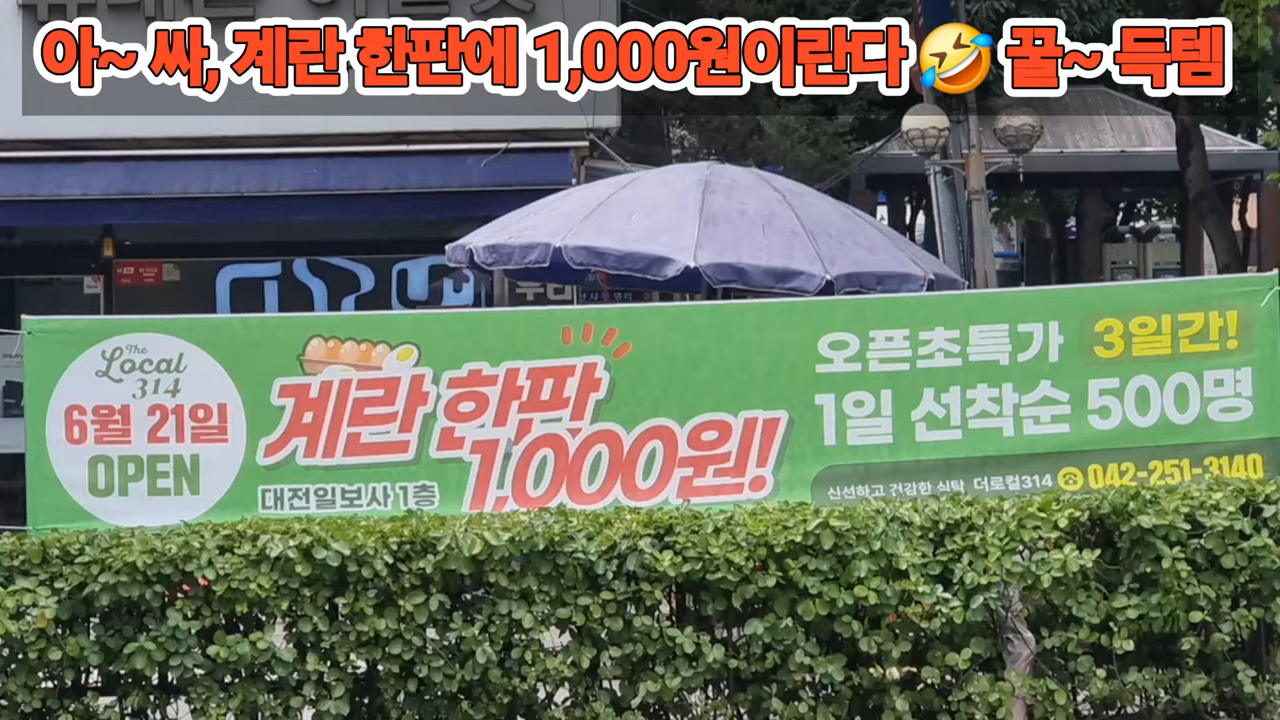 아~ 싸, 계란 한판에 1,000원이란다🤣 꿀~ 득템
The
Local
314
6월 21일
OPEN
계란 한판
1,000원!
대전일보사 1층
오픈초특가 3일간!
1일 선착순 500명
신선하고 건강한 식탁 더로컬314 ☎042-251-3140